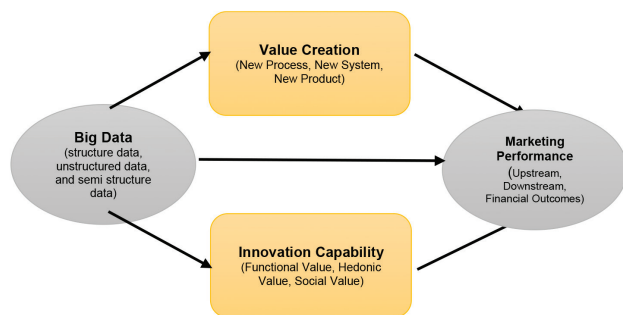 Value Creation
(New Process, New System,
New Product)
Big Data
(structure data,
unstructured data,
and semi structure
data)
Marketing
Performance
(Upstream,
Downstream,
Financial Outcomes)
Innovation Capability
(Functional Value, Hedonic
Value, Social Value)